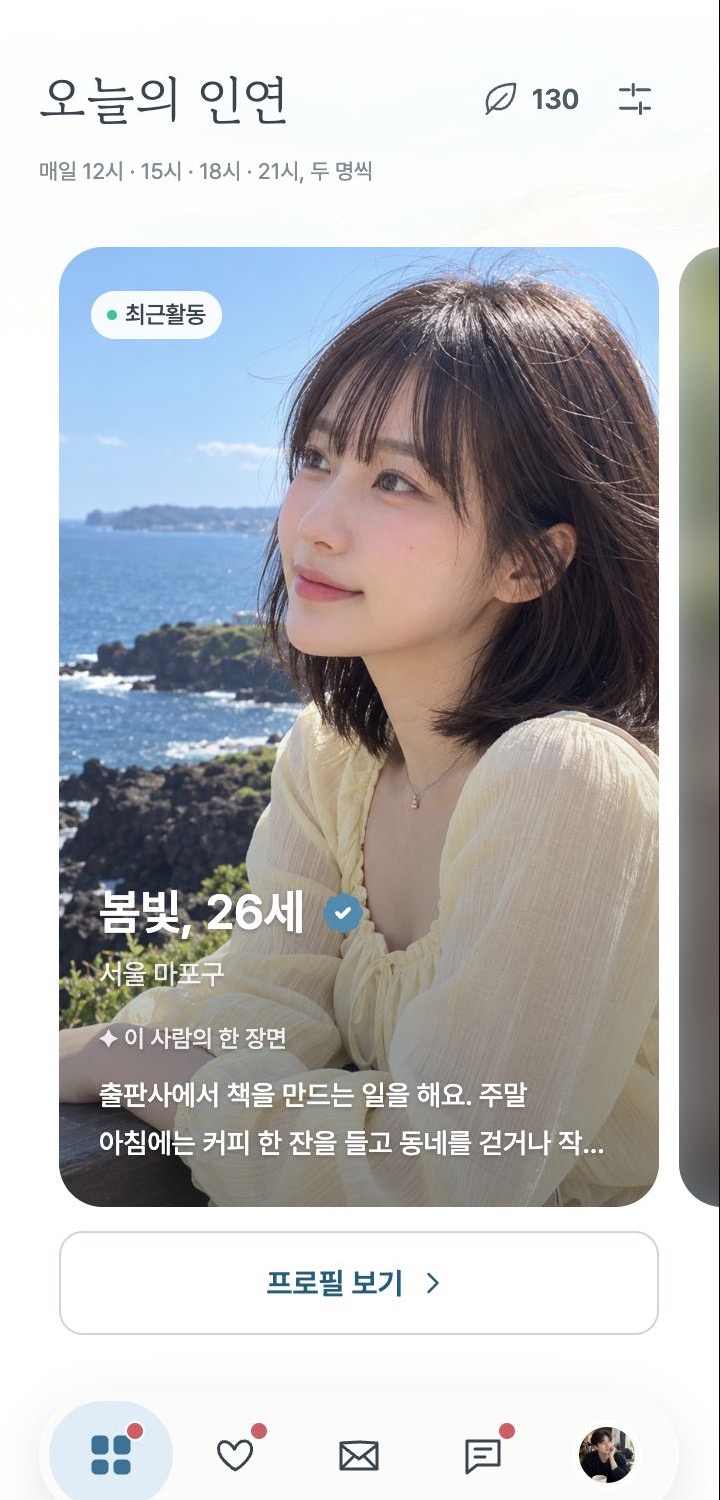 오늘의 인연
130
매일 12시 · 15시 · 18시 · 21시, 두 명씩
최근활동
봄빛, 26세
서울 마포구
이 사람의 한 장면
출판사에서 책을 만드는 일을 해요. 주말
아침에는 커피 한 잔을 들고 동네를 걷거나 작...
프로필 보기